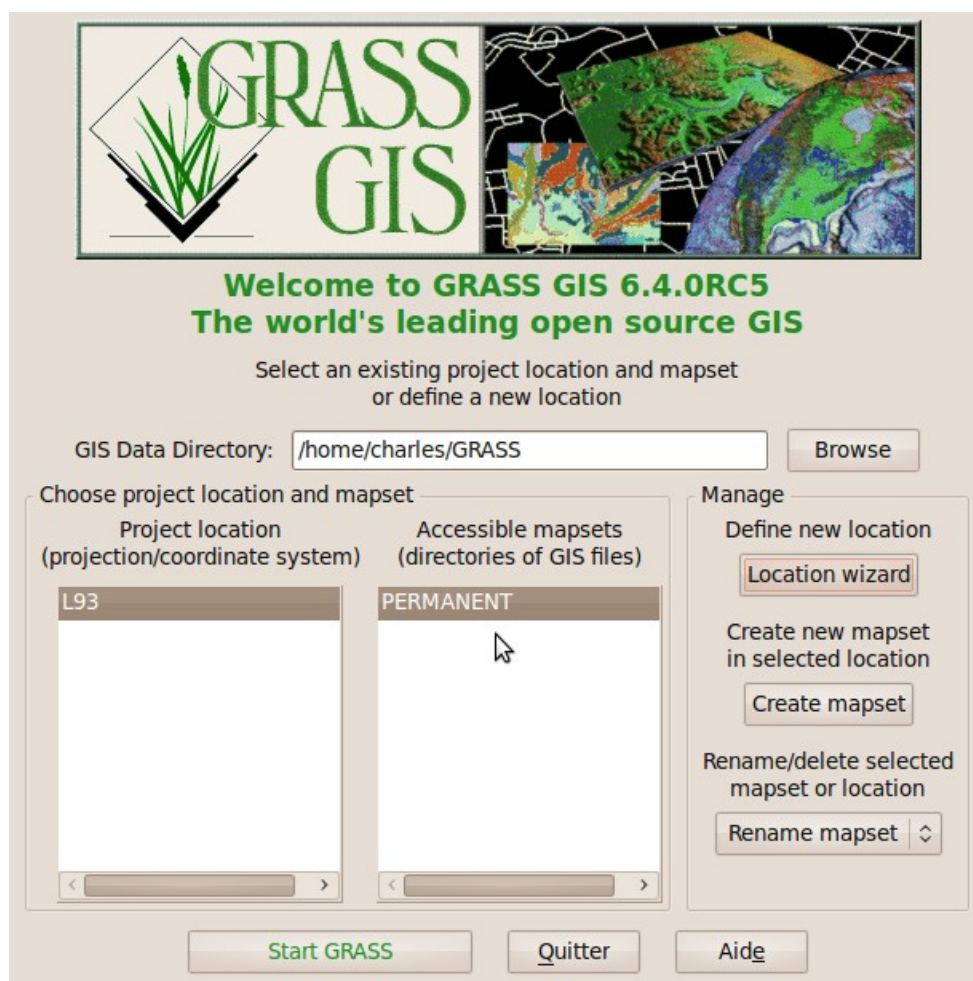 GRASS
GIS
Welcome to GRASS GIS 6.4.0RC5
The world's leading open source GIS
Select an existing project location and mapset
or define a new location
GIS Data Directory:
/home/charles/GRASS
Browse
Choose project location and mapset
Project location
(projection/coordinate system)
L93
Accessible mapsets
(directories of GIS files)
PERMANENT
Manage
Define new location
Location wizard
Create new mapset
in selected location
Create mapset
Rename/delete selected
mapset or location
Rename mapset
Start GRASS
Quitter
Aide